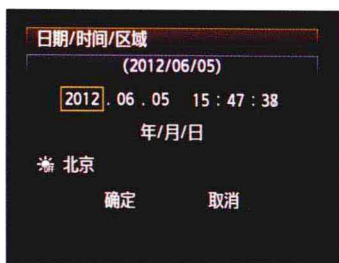 日期/时间/区域
(2012/06/05)
2012 . 06 . 05 15 : 47 : 38
年/月/日
OFF 北京
确定 取消